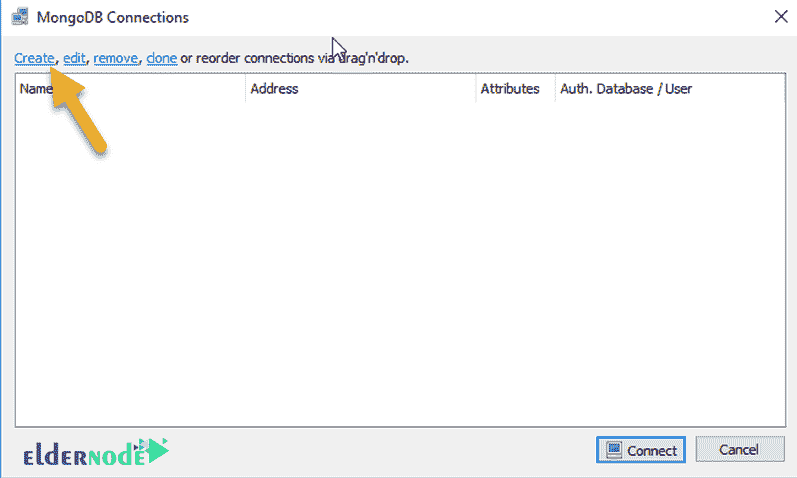 MongoDB Connections
Create, edit, remove, clone or reorder connections via drag'n'drop.
Name Address Attributes Auth. Database / User
eldernode
Connect Cancel